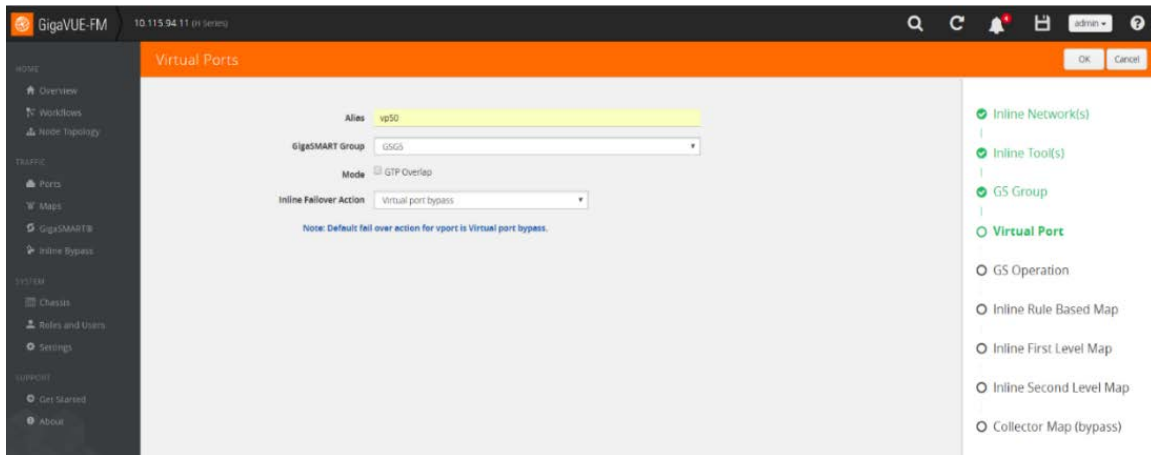 GigaVUE-FM 10.115.94.11 (H Series) admin
Virtual Ports OK Cancel
HOME
Overview
Workflows
Node Topology
TRAFFIC
Ports
Maps
GigaSMART®
Inline Bypass
SYSTEM
Chassis
Roles and Users
Settings
SUPPORT
Get Started
About
Alias vp50
GigaSMART Group GSG5
Mode GTP Overlap
Inline Failover Action Virtual port bypass
Note: Default fail over action for vport is Virtual port bypass.
Inline Network(s)
Inline Tool(s)
GS Group
Virtual Port
GS Operation
Inline Rule Based Map
Inline First Level Map
Inline Second Level Map
Collector Map (bypass)